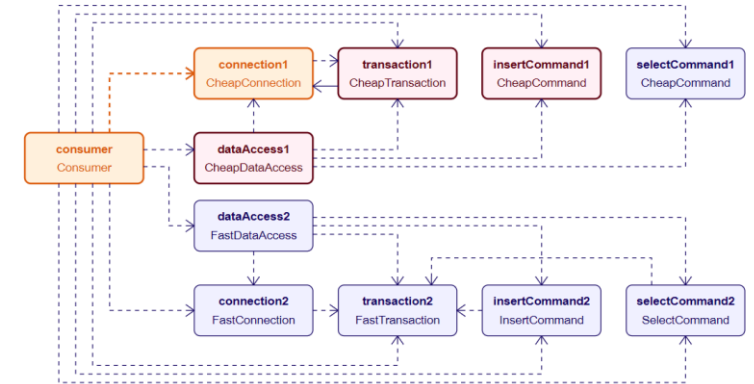 connection1
CheapConnection
transaction1
CheapTransaction
insertCommand1
CheapCommand
selectCommand1
CheapCommand
consumer
Consumer
dataAccess1
CheapDataAccess
dataAccess2
FastDataAccess
connection2
FastConnection
transaction2
FastTransaction
insertCommand2
InsertCommand
selectCommand2
SelectCommand